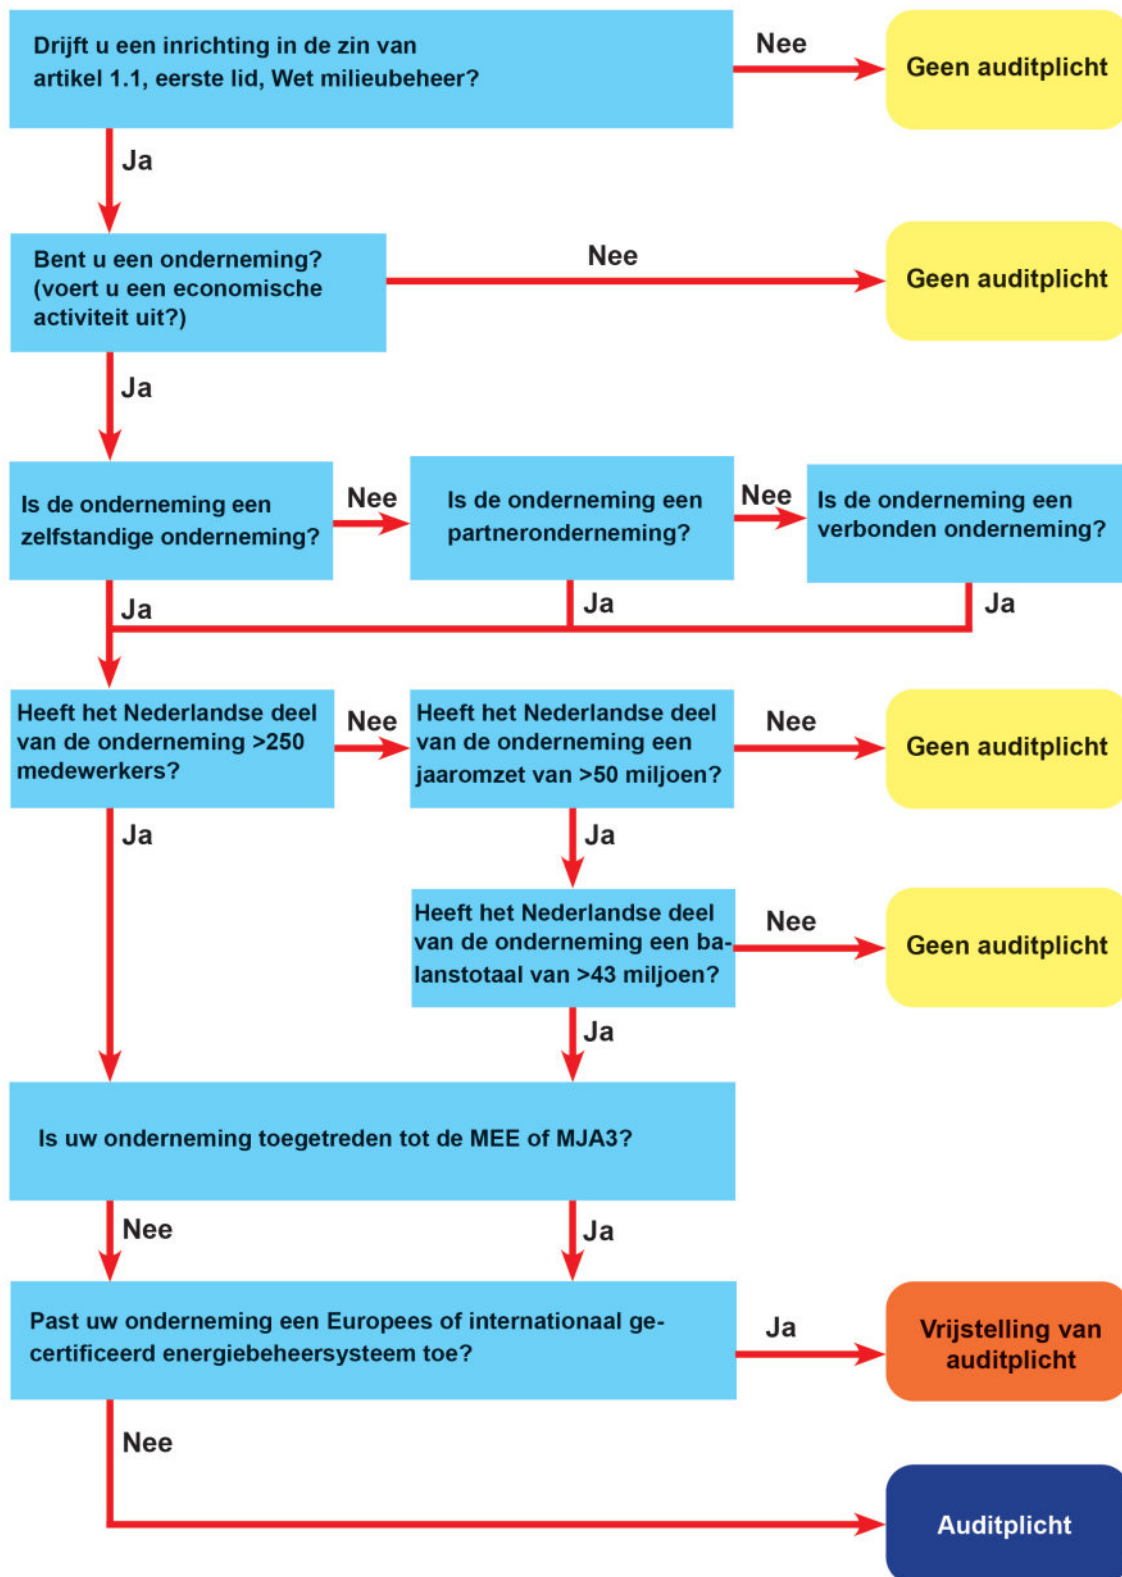 Drijft u een inrichting in de zin van
artikel 1.1, eerste lid, Wet milieubeheer?
Nee
Geen auditplicht
Ja
Bent u een onderneming?
(voert u een economische
activiteit uit?)
Nee
Geen auditplicht
Ja
Is de onderneming een
zelfstandige onderneming?
Nee
Is de onderneming een
partneronderneming?
Nee
Is de onderneming een
verbonden onderneming?
Ja
Ja
Ja
Heeft het Nederlandse deel
van de onderneming >250
medewerkers?
Nee
Heeft het Nederlandse deel
van de onderneming een
jaaromzet van >50 miljoen?
Nee
Geen auditplicht
Ja
Ja
Heeft het Nederlandse deel
van de onderneming een ba-
lanstotaal van >43 miljoen?
Nee
Geen auditplicht
Ja
Is uw onderneming toegetreden tot de MEE of MJA3?
Nee
Ja
Past uw onderneming een Europees of internationaal ge-
certificeerd energiebeheersysteem toe?
Ja
Vrijstelling van
auditplicht
Nee
Auditplicht